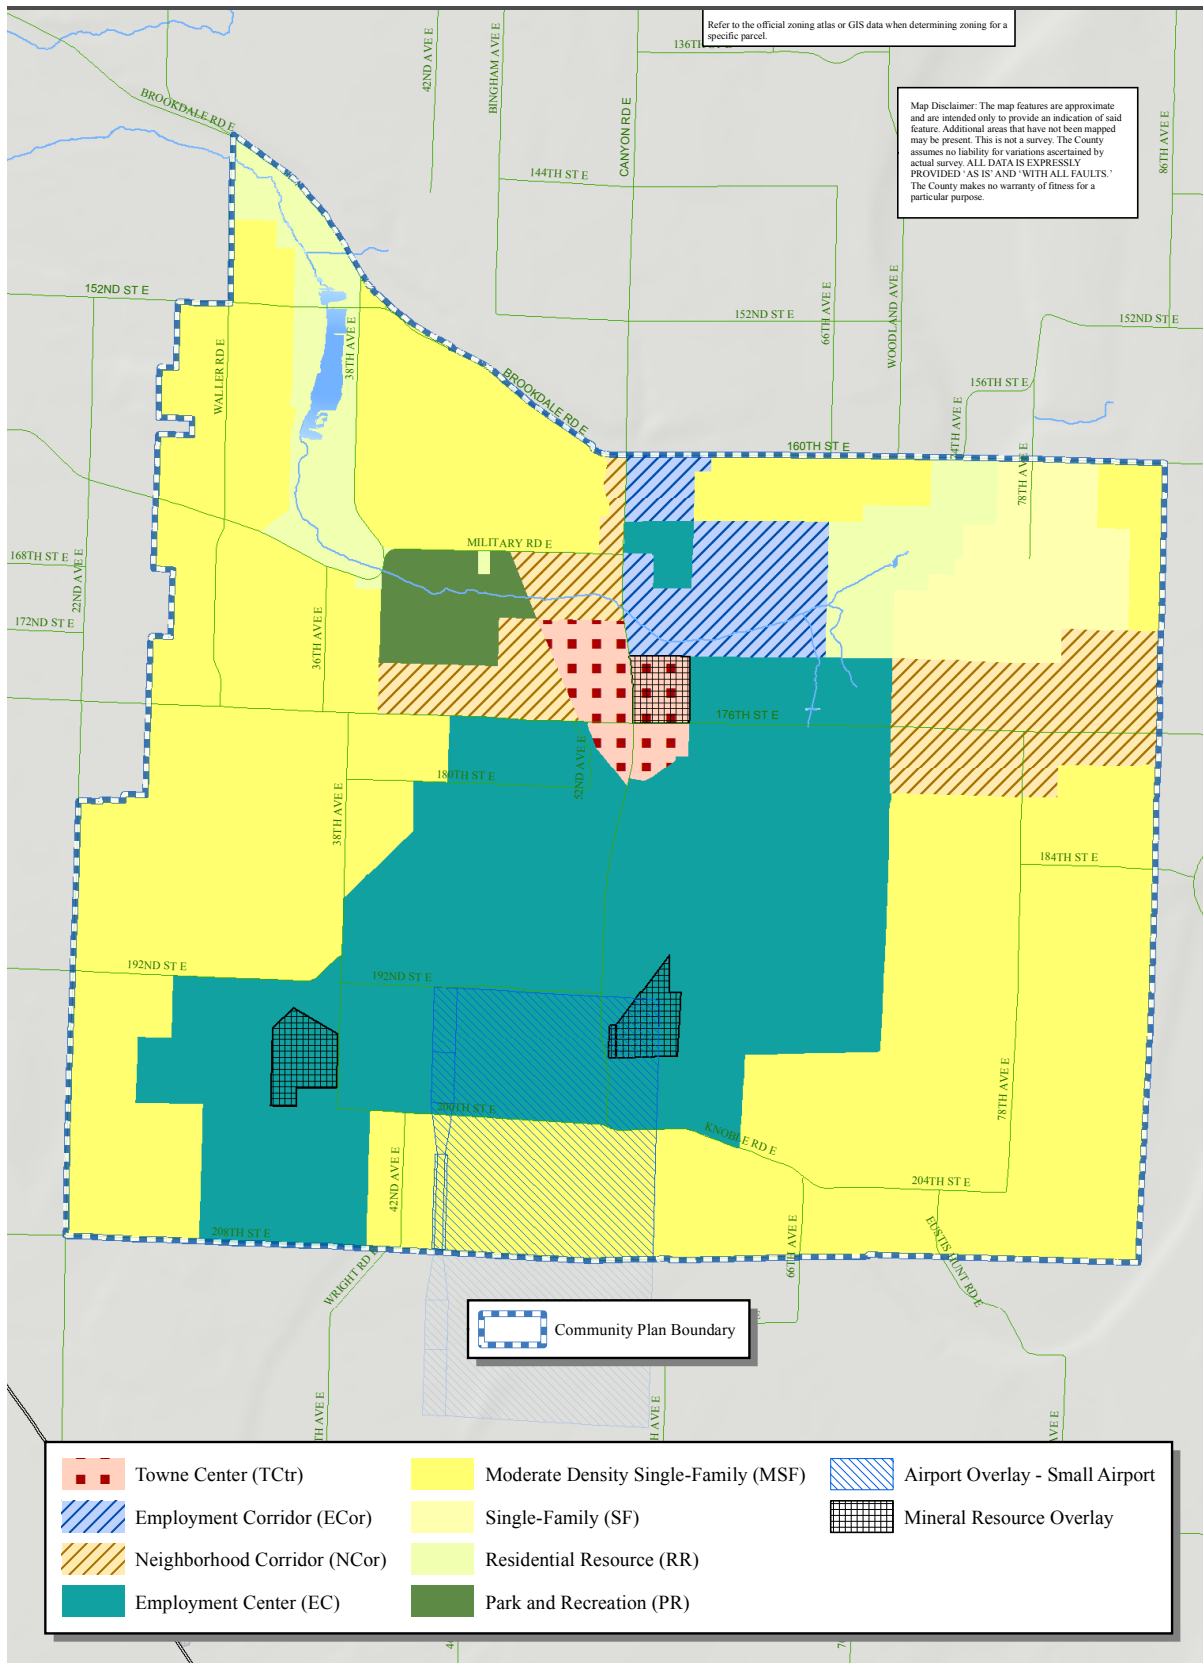 Refer to the official zoning atlas or GIS data when determining zoning for a
specific parcel.
42ND AVE E
BINGHAM AVE E
CANYON RD E
Map Disclaimer: The map features are approximate
and are intended only to provide an indication of said
feature. Additional areas that have not been mapped
may be present. This is not a survey. The County
assumes no liability for variations ascertained by
actual survey. ALL DATA IS EXPRESSLY
PROVIDED 'AS IS' AND 'WITH ALL FAULTS.'
The County makes no warranty of fitness for a
particular purpose.
86TH AVE E
BROOKDALE RD E
144TH ST E
152ND ST E
66TH AVE E
WOODLAND AVE E
152ND ST E
152ND ST E
WALLER RD E
38TH AVE E
BROOKDALE RD E
156TH ST E
160TH ST E
78TH AVE E
MILITARY RD E
168TH ST E
22ND AVE E
172ND ST E
36TH AVE E
176TH ST E
180TH ST E
52ND AVE E
38TH AVE E
184TH ST E
192ND ST E
192ND ST E
200TH ST E
78TH AVE E
KNOBLE RD E
42ND AVE E
204TH ST E
208TH ST E
66TH AVE E
EUSTIS HUNT RD E
WRIGHT RD E
Community Plan Boundary
TH AVE E
H AVE E
AVE E
Towne Center (TCtr)
Employment Corridor (ECor)
Neighborhood Corridor (NCor)
Employment Center (EC)
Moderate Density Single-Family (MSF)
Single-Family (SF)
Residential Resource (RR)
Park and Recreation (PR)
Airport Overlay - Small Airport
Mineral Resource Overlay